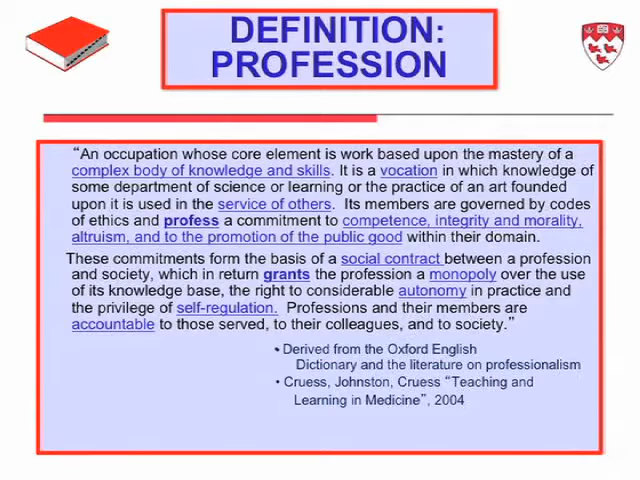 DEFINITION:
PROFESSION
“An occupation whose core element is work based upon the mastery of a
complex body of knowledge and skills. It is a vocation in which knowledge of
some department of science or learning or the practice of an art founded
upon it is used in the service of others. Its members are governed by codes
of ethics and profess a commitment to competence, integrity and morality,
altruism, and to the promotion of the public good within their domain.
These commitments form the basis of a social contract between a profession
and society, which in return grants the profession a monopoly over the use
of its knowledge base, the right to considerable autonomy in practice and
the privilege of self-regulation. Professions and their members are
accountable to those served, to their colleagues, and to society.”
• Derived from the Oxford English
Dictionary and the literature on professionalism
• Cruess, Johnston, Cruess “Teaching and
Learning in Medicine”, 2004